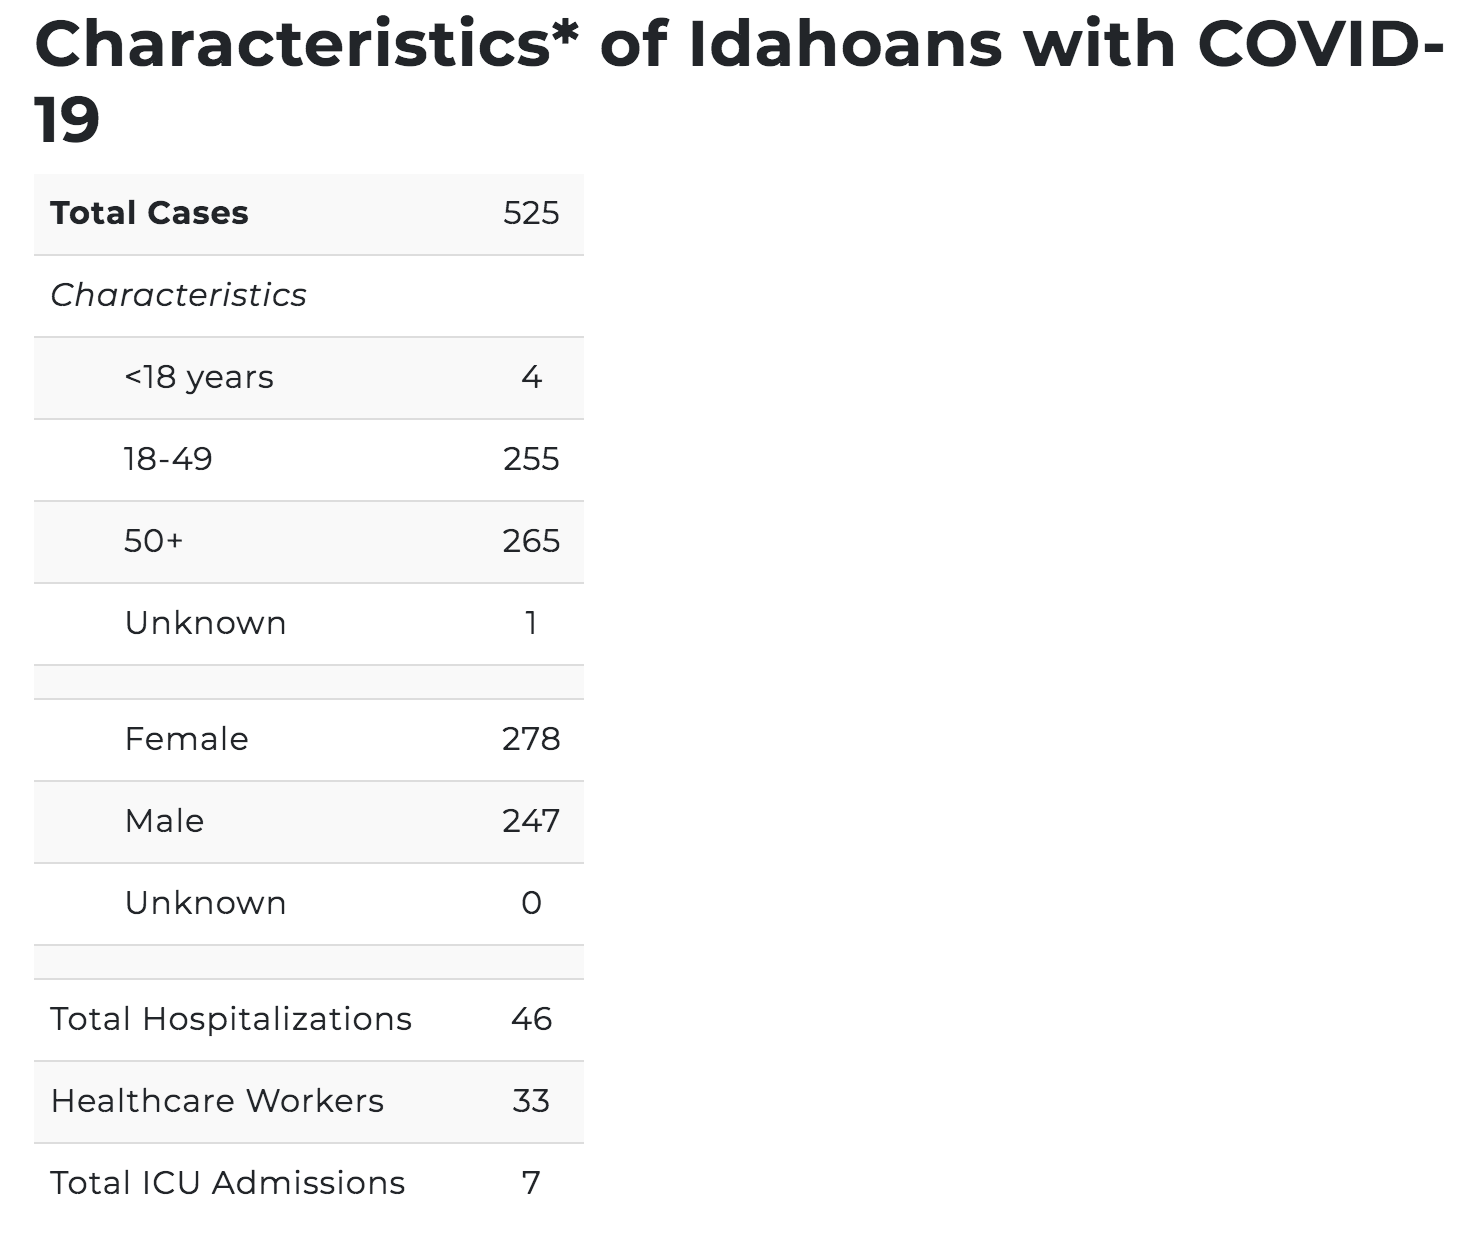 Characteristics* of Idahoans with COVID-
19
Total Cases 525
Characteristics
<18 years 4
18-49 255
50+ 265
Unknown 1
Female 278
Male 247
Unknown 0
Total Hospitalizations 46
Healthcare Workers 33
Total ICU Admissions 7